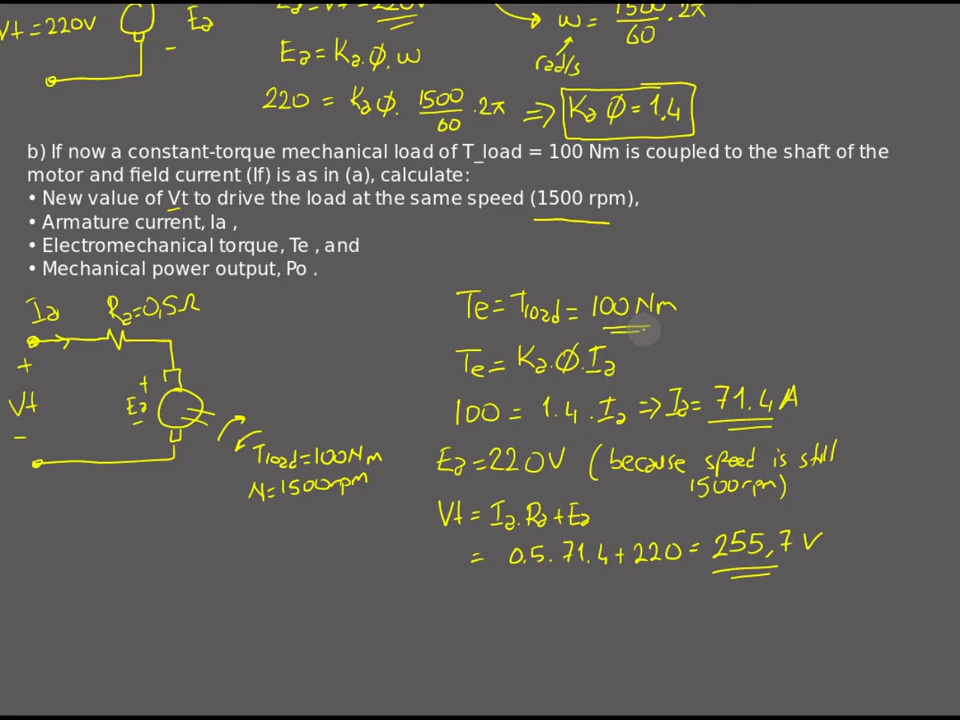 Vt = 220V
Ea
Ea = Vt = 220V
w = 1500/60 . 2π
rad/s
Ea = Ka.Ø.w
220 = KaØ. 1500/60 .2π => Ka Ø = 1.4
b) If now a constant-torque mechanical load of T_load = 100 Nm is coupled to the shaft of the
motor and field current (If) is as in (a), calculate:
• New value of Vt to drive the load at the same speed (1500 rpm),
• Armature current, Ia ,
• Electromechanical torque, Te , and
• Mechanical power output, Po .
Ia
Ra=0,5Ω
+
Vt
-
+
Ea
-
Tload=100Nm
N=1500rpm
Te = Tload = 100 Nm
Te = Ka.Ø.Ia
100 = 1.4 . Ia => Ia = 71.4 A
Ea = 220V (because speed is still
1500rpm)
Vt = Ia.Ra + Ea
= 0.5. 71.4 + 220 = 255,7 V